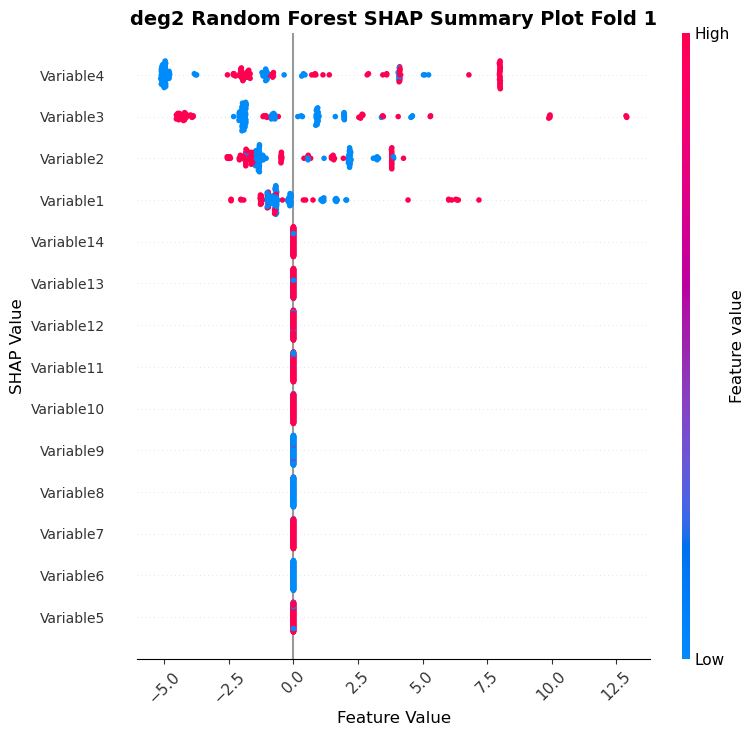 deg2 Random Forest SHAP Summary Plot Fold 1
High
Variable4
Variable3
Variable2
Variable1
Variable14
Variable13
Variable12
Variable11
Variable10
Variable9
Variable8
Variable7
Variable6
Variable5
SHAP Value
Feature value
Low
−5.0
−2.5
0.0
2.5
5.0
7.5
10.0
12.5
Feature Value